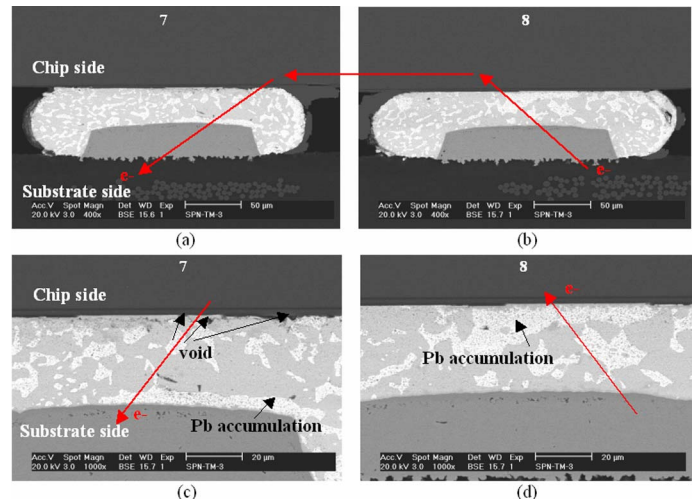 7
Chip side
e-
Substrate side
Acc.V Spot Magn Det WD Exp
20.0 kV 3.0 400x BSE 15.6 1
50 µm
SPN-TM-3
(a)
8
e-
Acc.V Spot Magn Det WD Exp
20.0 kV 3.0 400x BSE 15.7 1
50 µm
SPN-TM-3
(b)
7
Chip side
void
e-
Substrate side
Pb accumulation
Acc.V Spot Magn Det WD Exp
20.0 kV 3.0 1000x BSE 15.7 1
20 µm
SPN-TM-3
(c)
8
e-
Pb accumulation
Acc.V Spot Magn Det WD Exp
20.0 kV 3.0 1000x BSE 15.7 1
20 µm
SPN-TM-3
(d)